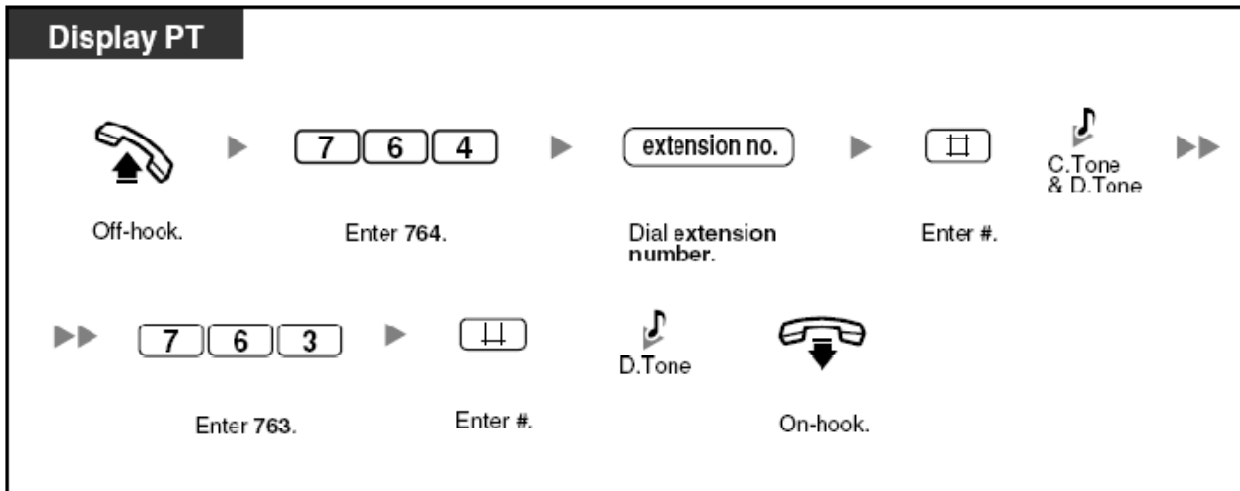 Display PT
7 6 4 extension no. #
C.Tone
& D.Tone
Off-hook. Enter 764. Dial extension number. Enter #.
7 6 3 #
D.Tone
Enter 763. Enter #. On-hook.